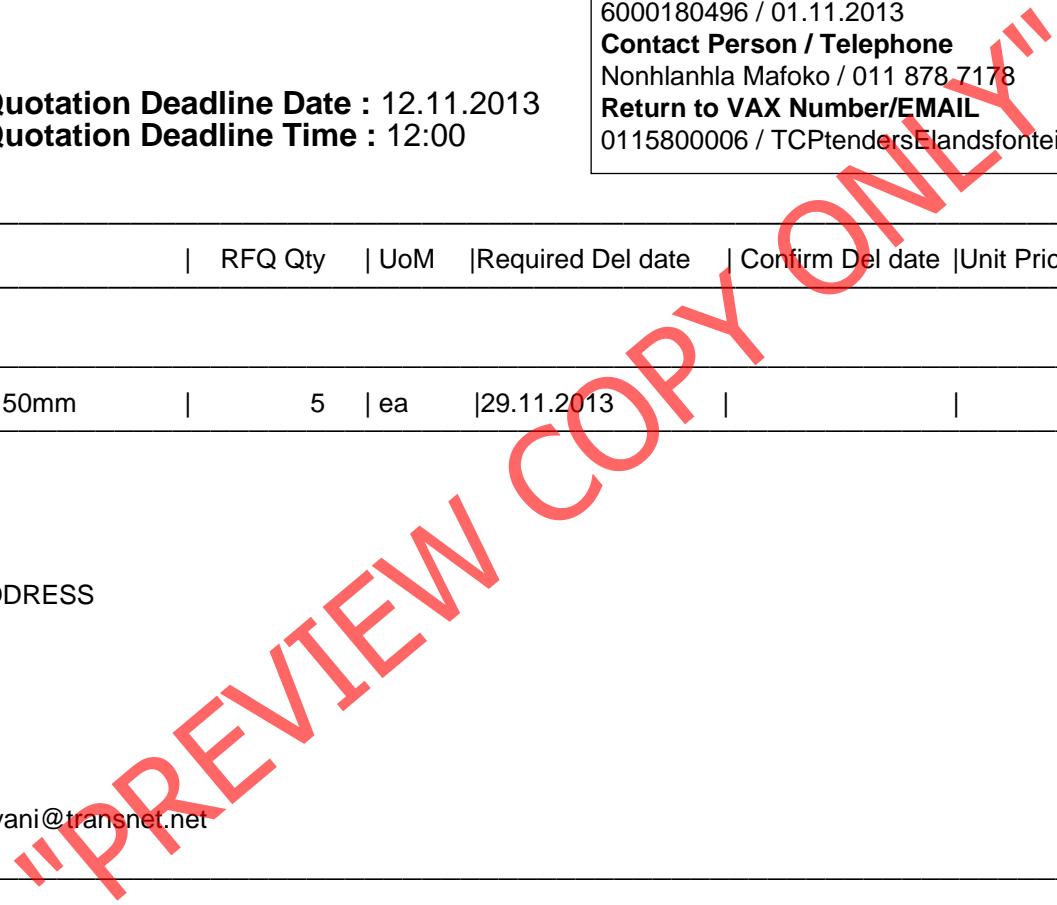 6000180496 / 01.11.2013
Contact Person / Telephone
Nonhlanhla Mafoko / 011 878 7178
Quotation Deadline Date : 12.11.2013
Return to VAX Number/EMAIL
Quotation Deadline Time : 12:00
0115800006 / TCPtendersElandsfontei
| RFQ Qty | UoM |Required Del date | Confirm Del date |Unit Pric
50mm | 5 | ea |29.11.2013 | |
DDRESS
vani@transnet.net
"PREVIEW COPY ONLY"